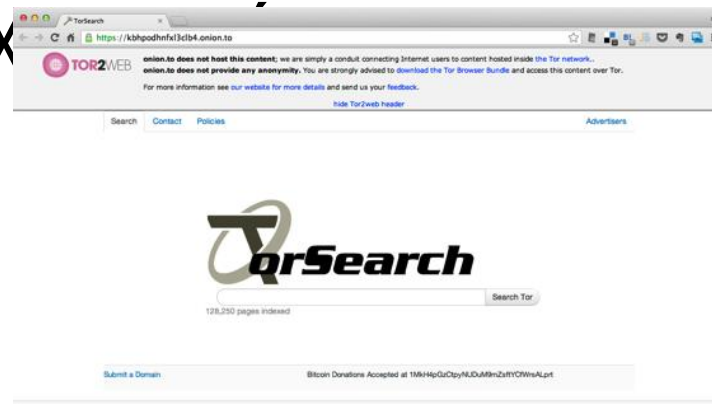 TorSearch
https://kbhpodhnfxl3clb4.onion.to
TOR2WEB
onion.to does not host this content; we are simply a conduit connecting Internet users to content hosted inside the Tor network..
onion.to does not provide any anonymity. You are strongly advised to download the Tor Browser Bundle and access this content over Tor.
For more information see our website for more details and send us your feedback.
hide Tor2web header
Search Contact Policies Advertisers
TorSearch
Search Tor
128,250 pages indexed
Submit a Domain Bitcoin Donations Accepted at